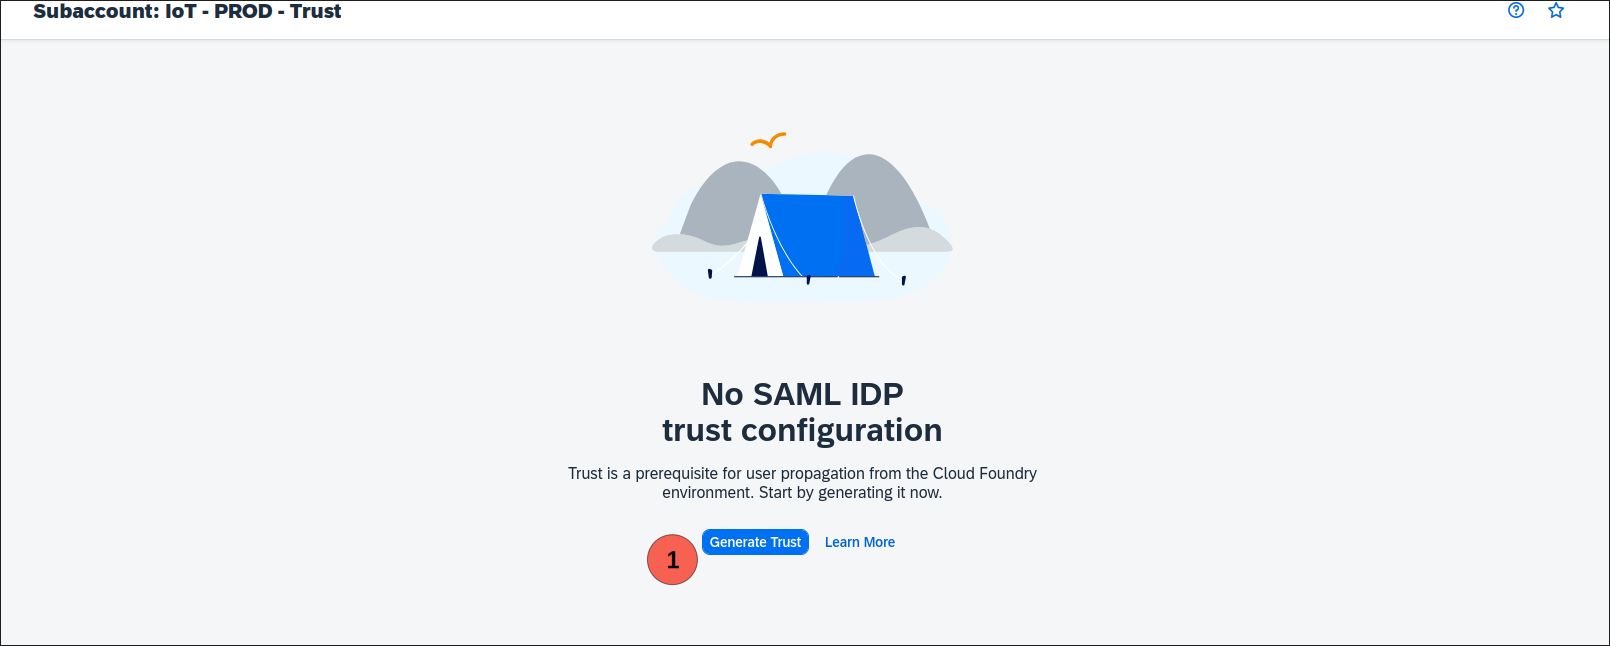 Subaccount: IoT - PROD - Trust
No SAML IDP
trust configuration
Trust is a prerequisite for user propagation from the Cloud Foundry
environment. Start by generating it now.
1
Generate Trust
Learn More